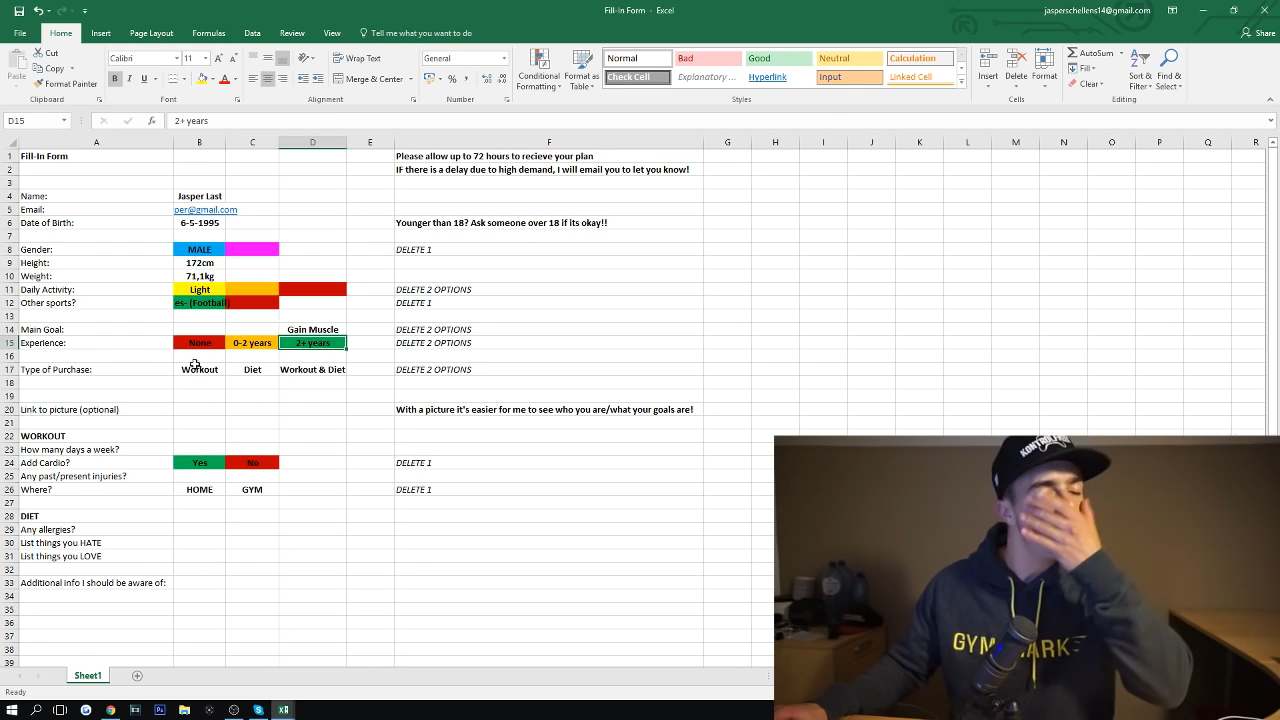 Fill-in Form - Excel
jasperschellens14@gmail.com
File Home Insert Page Layout Formulas Data Review View Tell me what you want to do
Share
Paste
Cut
Copy
Format Painter
Clipboard
Calibri 11
B I U
Font
Wrap Text
Merge & Center
Alignment
General
%
Number
Conditional Formatting
Format as Table
Normal Bad Good Neutral Calculation
Check Cell Explanatory ... Hyperlink Input Linked Cell
Styles
Insert Delete Format
Cells
AutoSum
Fill
Clear
Sort & Filter
Find & Select
Editing
D15 fx 2+ years
A B C D E F G H I J K L M N O P Q R
1 Fill-In Form Please allow up to 72 hours to recieve your plan
2 IF there is a delay due to high demand, I will email you to let you know!
3
4 Name: Jasper Last
5 Email: per@gmail.com
6 Date of Birth: 6-5-1995 Younger than 18? Ask someone over 18 if its okay!!
7
8 Gender: MALE DELETE 1
9 Height: 172cm
10 Weight: 71,1kg
11 Daily Activity: Light DELETE 2 OPTIONS
12 Other sports? es- (Football) DELETE 1
13
14 Main Goal: Gain Muscle DELETE 2 OPTIONS
15 Experience: None 0-2 years 2+ years DELETE 2 OPTIONS
16
17 Type of Purchase: Workout Diet Workout & Diet DELETE 2 OPTIONS
18
19
20 Link to picture (optional) With a picture it's easier for me to see who you are/what your goals are!
21
22 WORKOUT
23 How many days a week?
24 Add Cardio? Yes No DELETE 1
25 Any past/present injuries?
26 Where? HOME GYM DELETE 1
27
28 DIET
29 Any allergies?
30 List things you HATE
31 List things you LOVE
32
33 Additional info I should be aware of:
34
35
36
37
38
39
Sheet1
Ready